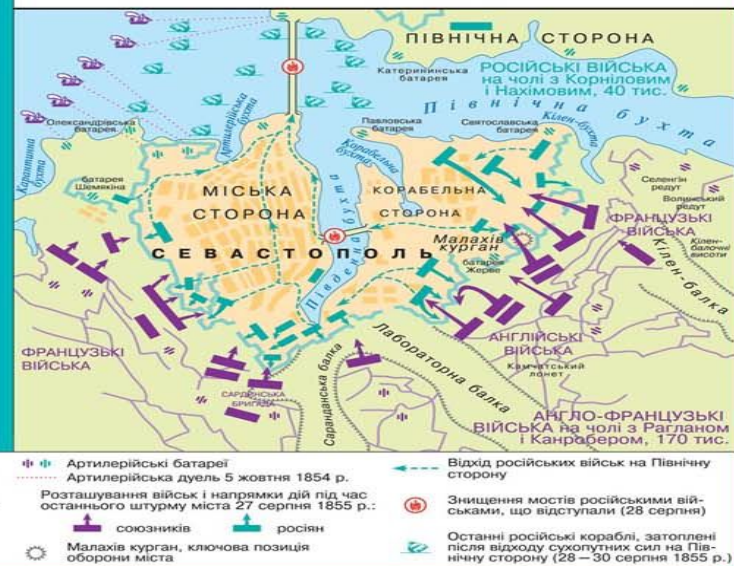 ПІВНІЧНА СТОРОНА
РОСІЙСЬКІ ВІЙСЬКА
на чолі з Корніловим
і Нахімовим, 40 тис.
Катерининська
батарея
Північна бухта
Олександрівська
батарея
Артилерійська
бухта
Павловська
батарея
Святославська
батарея
Кілен-бухта
Карантинна
бухта
батарея
Шемякіна
Корабельна
бухта
МІСЬКА
СТОРОНА
КОРАБЕЛЬНА
СТОРОНА
Селенгін
редут
Волинський
редут
ФРАНЦУЗЬКІ
ВІЙСЬКА
Малахів
курган
СЕВАСТОПОЛЬ
Південна бухта
батарея
Жерве
Кілен-
балочні
висоти
Кілен-балка
ФРАНЦУЗЬКІ
ВІЙСЬКА
АНГЛІЙСЬКІ
ВІЙСЬКА
Камчатський
люнет
Лабораторна балка
Сарандинська балка
САРДИНСЬКА
БРИГАДА
АНГЛО-ФРАНЦУЗЬКІ
ВІЙСЬКА на чолі з Рагланом
і Канробером, 170 тис.
Артилерійські батареї
Артилерійська дуель 5 жовтня 1854 р.
Розташування військ і напрямки дій під час
останнього штурму міста 27 серпня 1855 р.:
союзників росіян
Малахів курган, ключова позиція
оборони міста
Відхід російських військ на Північну
сторону
Знищення мостів російськими вій-
ськами, що відступали (28 серпня)
Останні російські кораблі, затоплені
після відходу сухопутних сил на Пів-
нічну сторону (28 – 30 серпня 1855 р.)